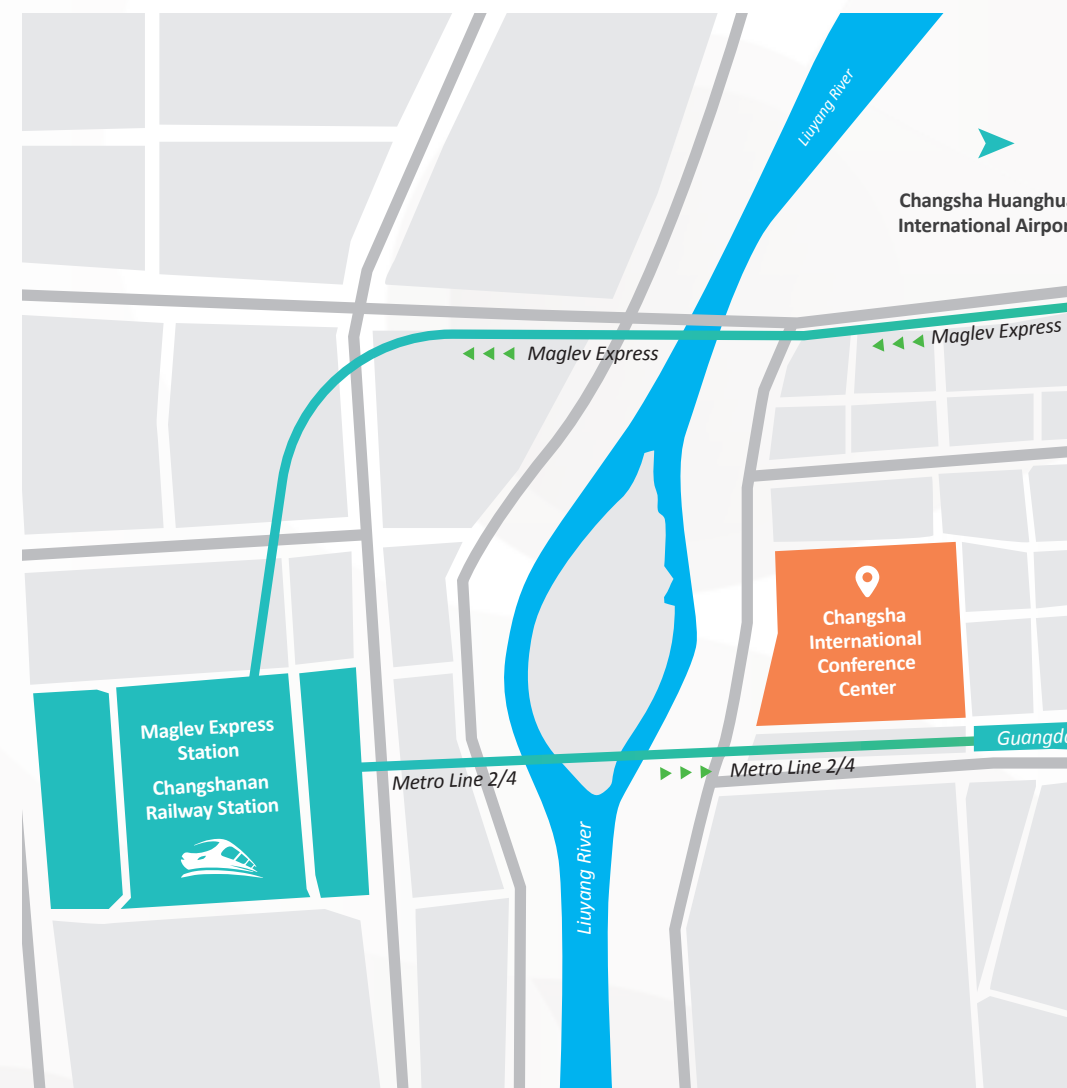 Liuyang River
Changsha Huanghua
International Airpor
Maglev Express
Maglev Express
Changsha
International
Conference
Center
Maglev Express
Station
Changshanan
Railway Station
Guangd
Metro Line 2/4
Metro Line 2/4
Liuyang River